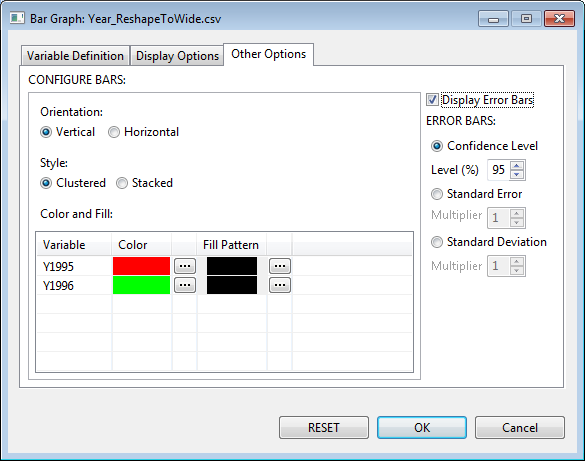 Bar Graph: Year_ReshapeToWide.csv
Variable Definition Display Options Other Options
CONFIGURE BARS:
Orientation:
Vertical Horizontal
Style:
Clustered Stacked
Color and Fill:
Variable Color Fill Pattern
Y1995 ... ...
Y1996 ... ...
Display Error Bars
ERROR BARS:
Confidence Level
Level (%) 95
Standard Error
Multiplier 1
Standard Deviation
Multiplier 1
RESET OK Cancel